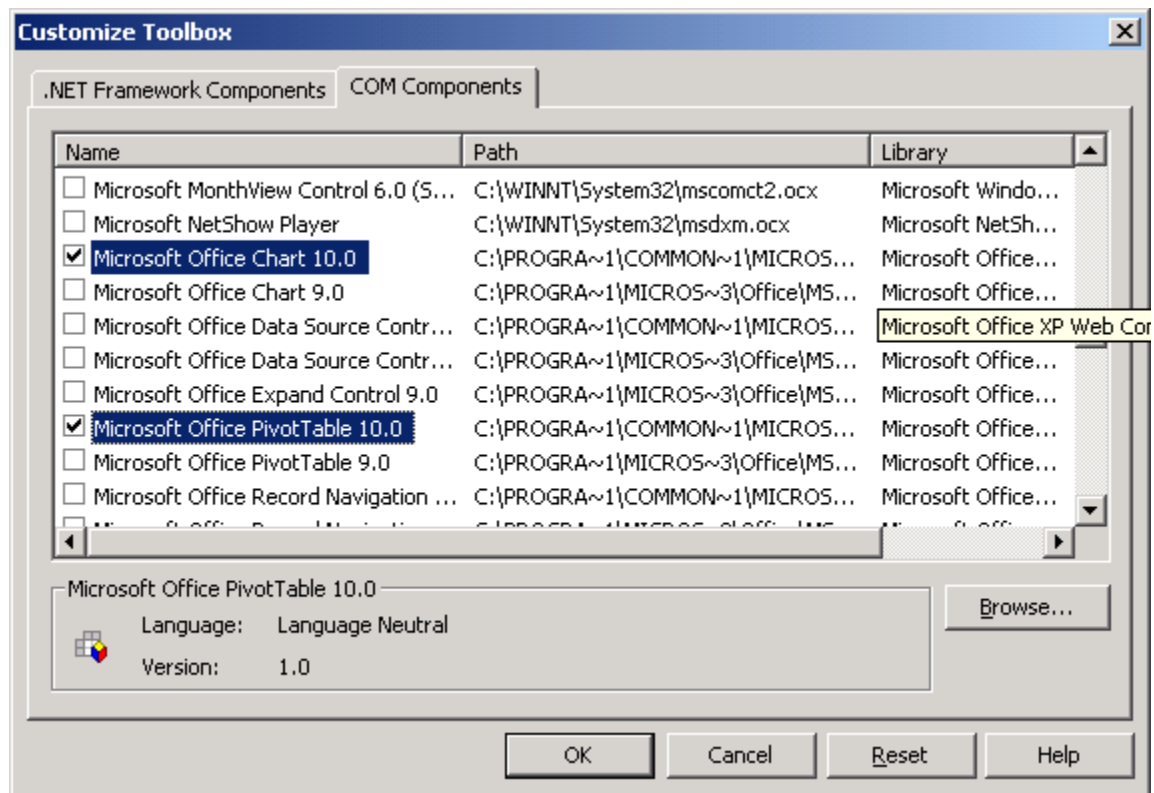 Customize Toolbox
.NET Framework Components COM Components
Name Path Library
Microsoft MonthView Control 6.0 (S... C:\WINNT\System32\mscomct2.ocx Microsoft Windo...
Microsoft NetShow Player C:\WINNT\System32\msdxm.ocx Microsoft NetSh...
Microsoft Office Chart 10.0 C:\PROGRA~1\COMMON~1\MICROS... Microsoft Office...
Microsoft Office Chart 9.0 C:\PROGRA~1\MICROS~3\Office\MS... Microsoft Office...
Microsoft Office Data Source Contr... C:\PROGRA~1\COMMON~1\MICROS... Microsoft Office XP Web Con
Microsoft Office Data Source Contr... C:\PROGRA~1\MICROS~3\Office\MS... Microsoft Office...
Microsoft Office Expand Control 9.0 C:\PROGRA~1\MICROS~3\Office\MS... Microsoft Office...
Microsoft Office PivotTable 10.0 C:\PROGRA~1\COMMON~1\MICROS... Microsoft Office...
Microsoft Office PivotTable 9.0 C:\PROGRA~1\MICROS~3\Office\MS... Microsoft Office...
Microsoft Office Record Navigation ... C:\PROGRA~1\COMMON~1\MICROS... Microsoft Office...
Microsoft Office PivotTable 10.0
Browse...
Language: Language Neutral
Version: 1.0
OK Cancel Reset Help